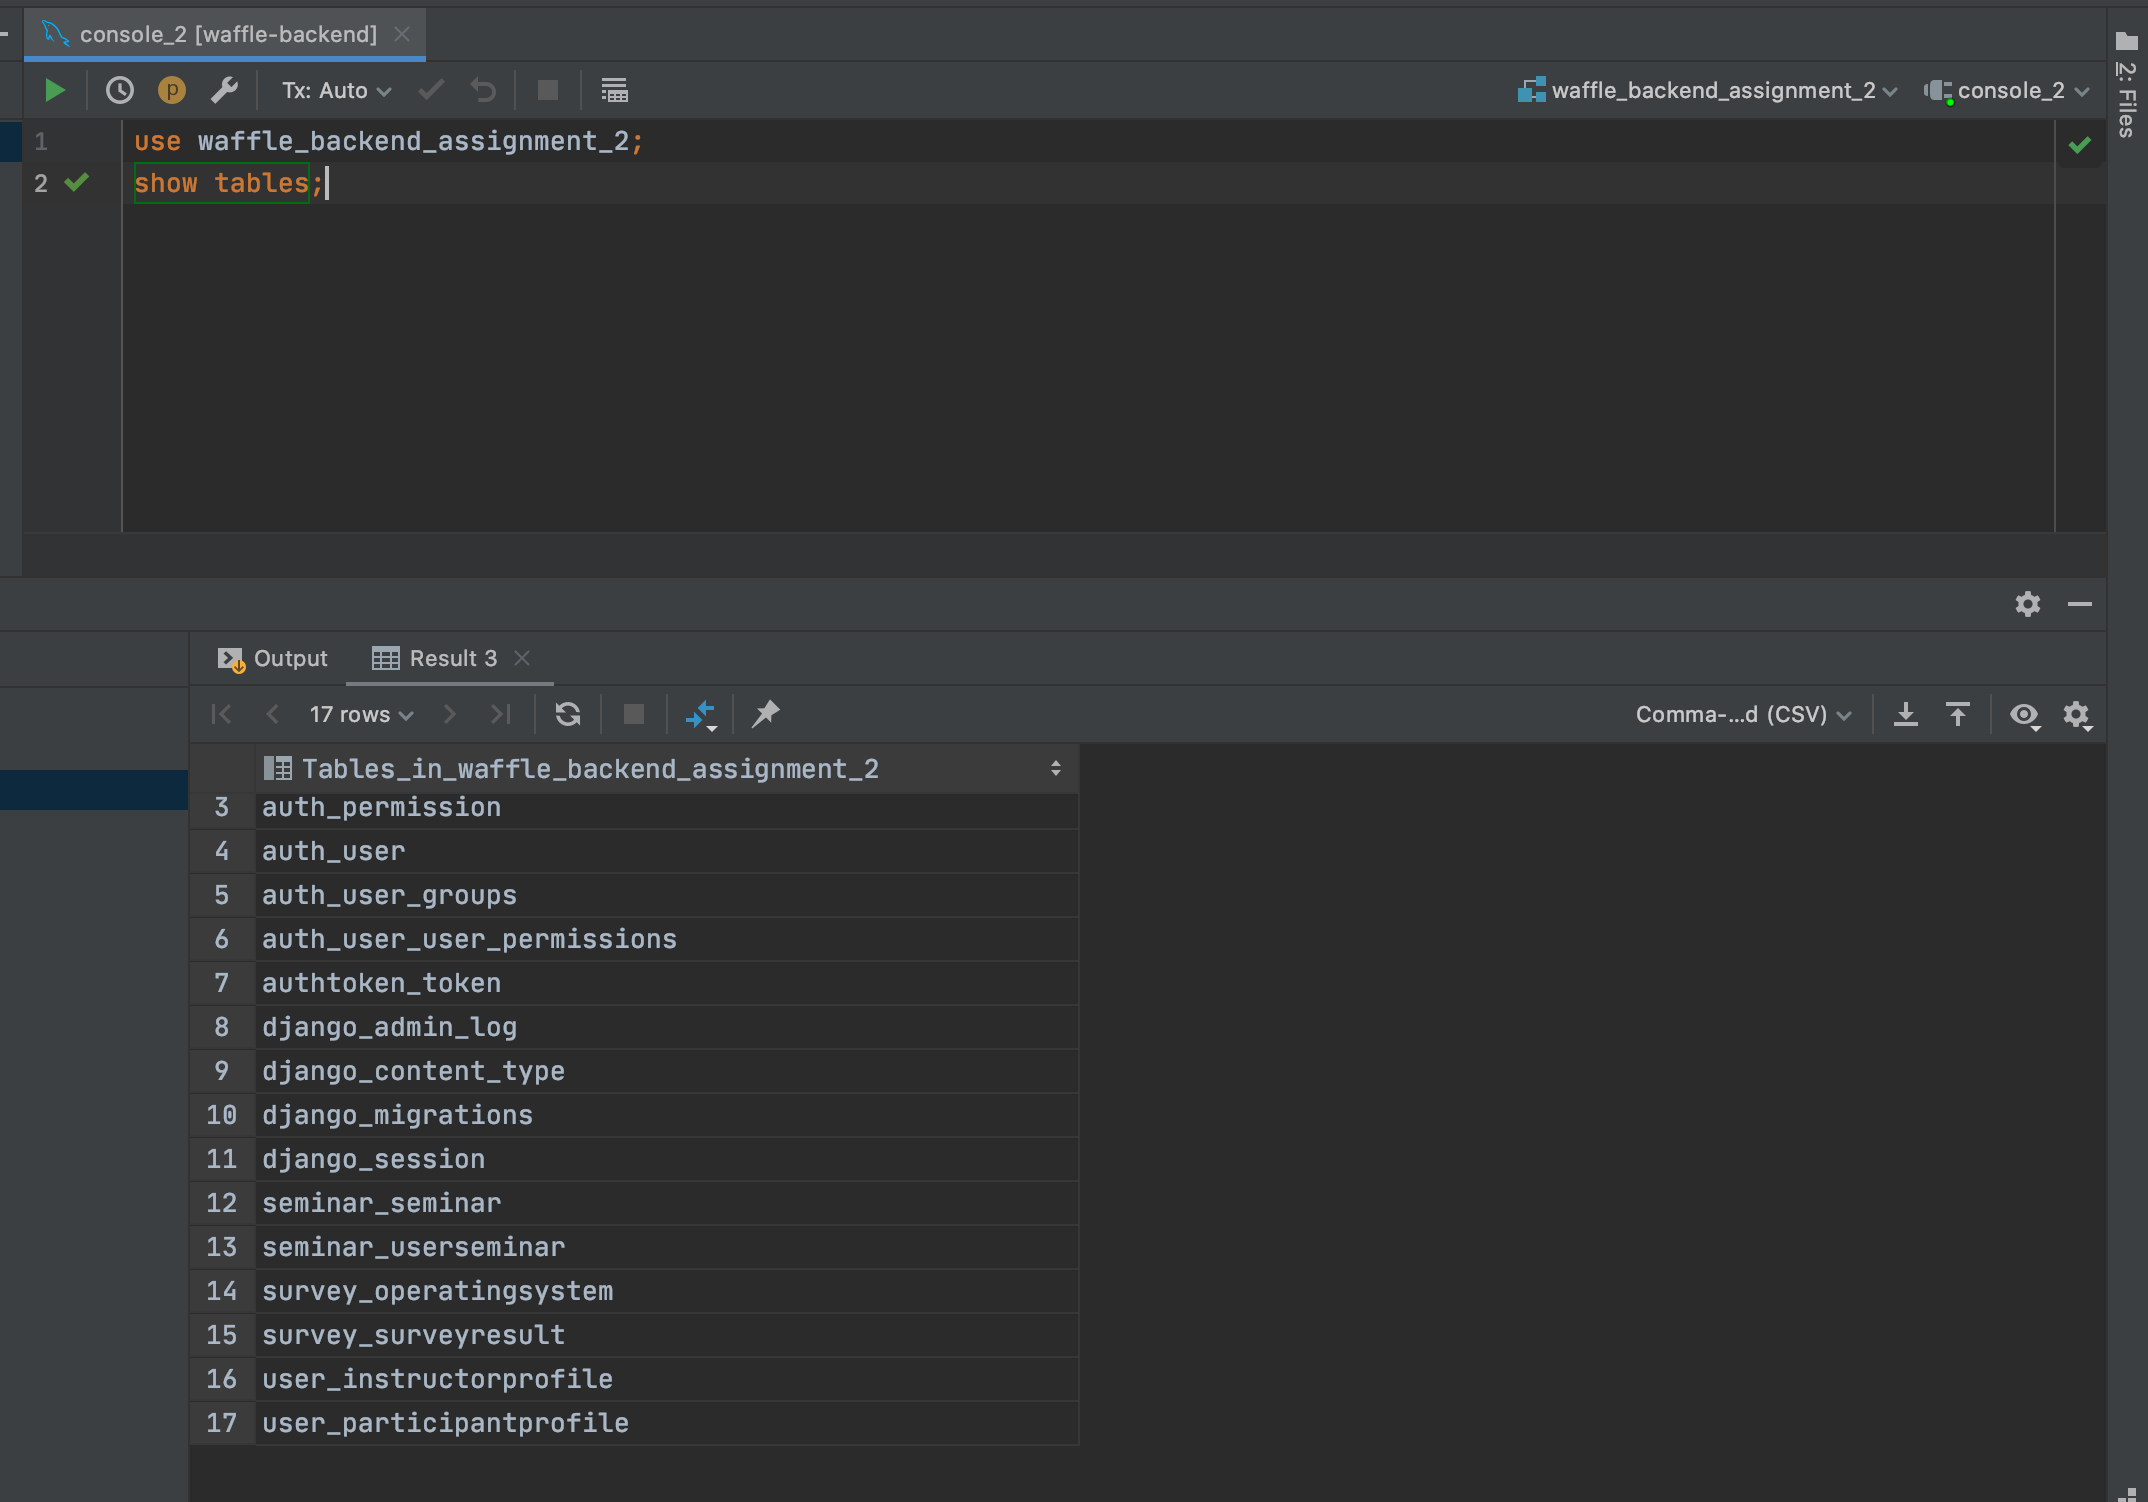 console_2 [waffle-backend]
p
Tx: Auto
waffle_backend_assignment_2
console_2
2: Files
1 use waffle_backend_assignment_2;
2 show tables;
Output
Result 3
17 rows
Comma-...d (CSV)
Tables_in_waffle_backend_assignment_2
3 auth_permission
4 auth_user
5 auth_user_groups
6 auth_user_user_permissions
7 authtoken_token
8 django_admin_log
9 django_content_type
10 django_migrations
11 django_session
12 seminar_seminar
13 seminar_userseminar
14 survey_operatingsystem
15 survey_surveyresult
16 user_instructorprofile
17 user_participantprofile